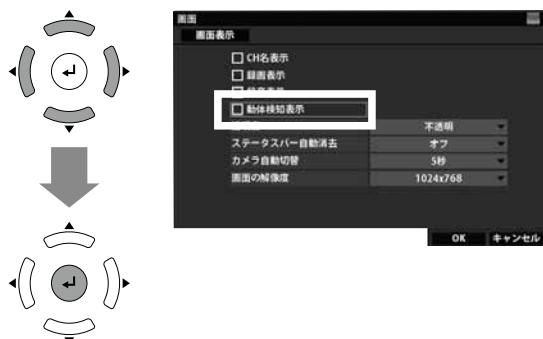 画面
画面表示
CH名表示
録画表示
動体検知表示
不透明
ステータスバー自動消去 オフ
カメラ自動切替 5秒
画面の解像度 1024x768
OK キャンセル